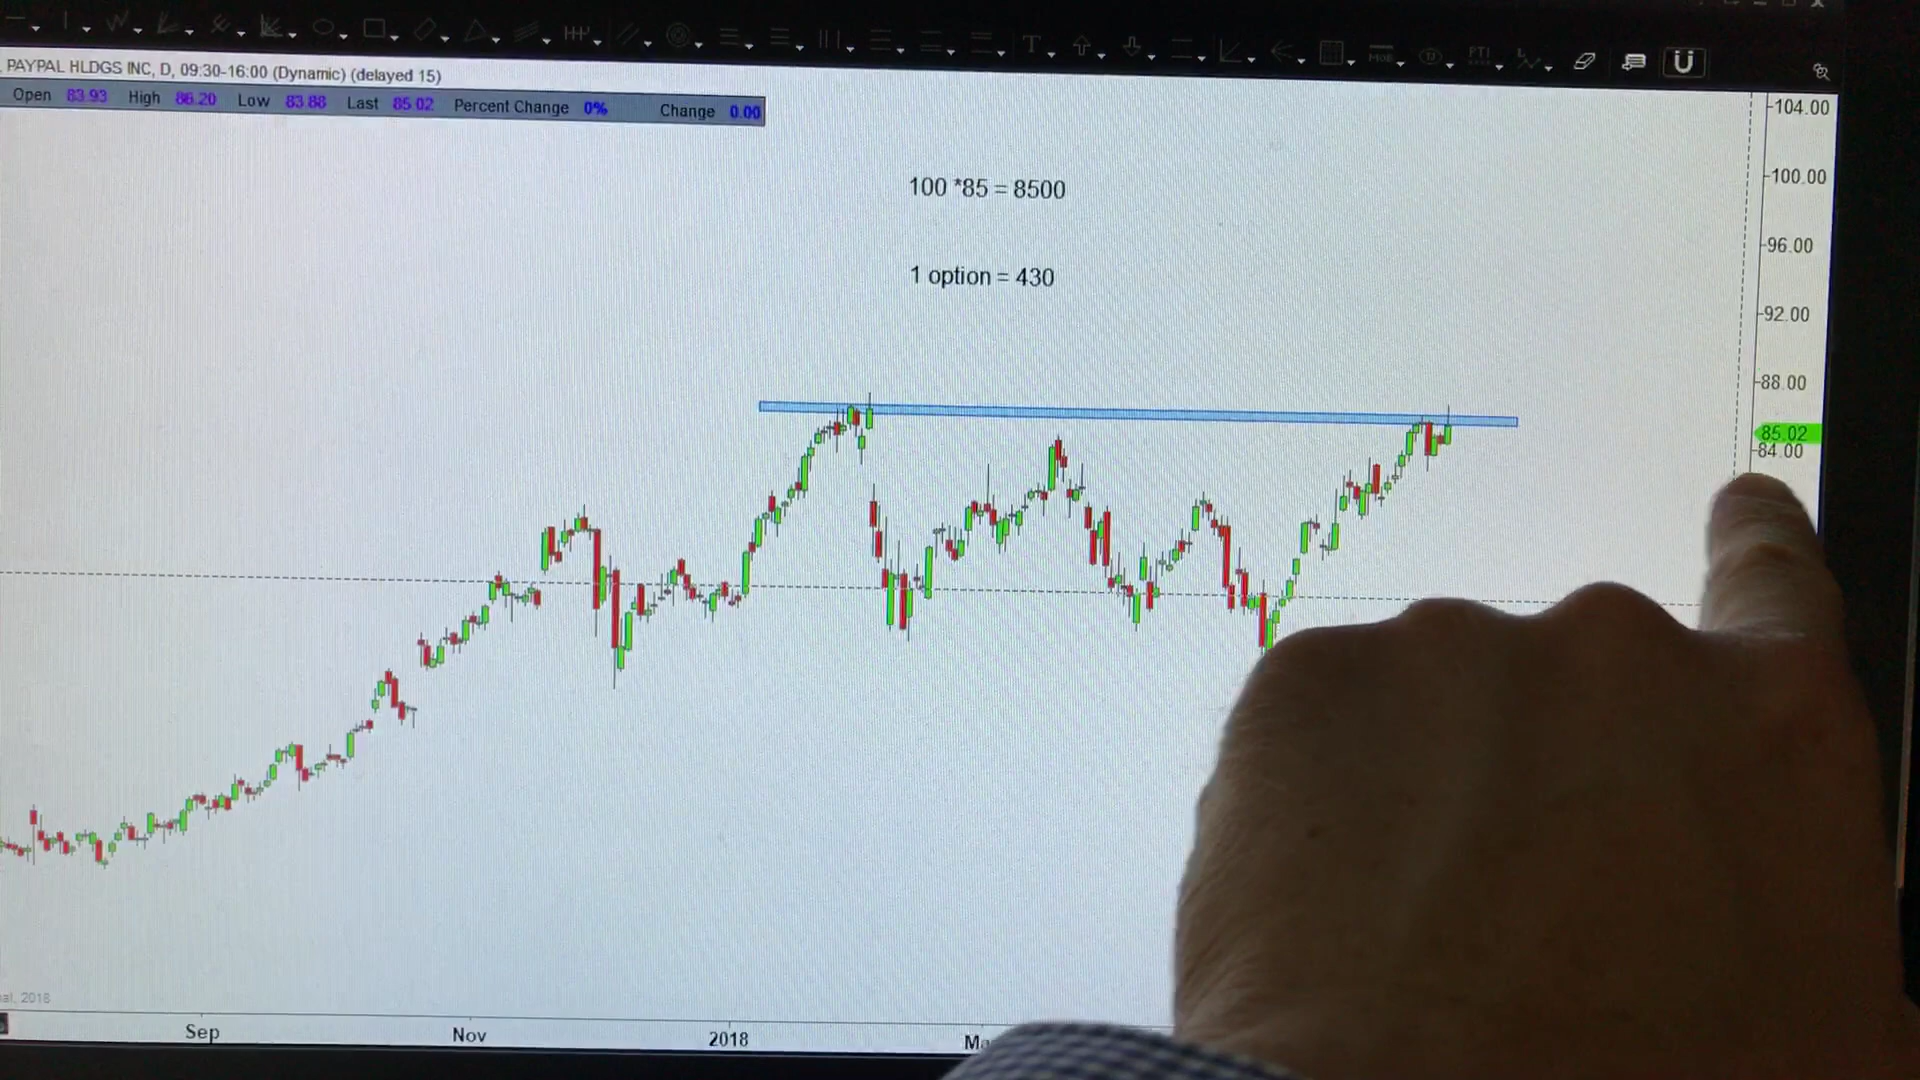 PAYPAL HLDGS INC, D, 09:30-16:00 (Dynamic) (delayed 15)
Open 83.93 High 86.20 Low 83.88 Last 85.02 Percent Change 0% Change 0.00
100 *85 = 8500
1 option = 430
104.00
100.00
96.00
92.00
88.00
85.02
84.00
2018
Sep
Nov
2018